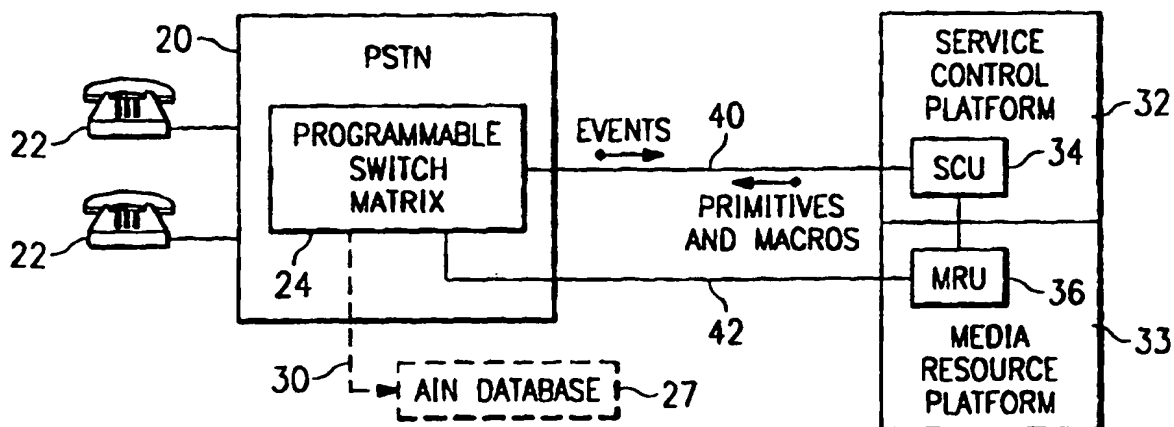 20
PSTN
22
22
PROGRAMMABLE
SWITCH
MATRIX
24
EVENTS
40
PRIMITIVES
AND MACROS
42
30
AIN DATABASE
27
SERVICE
CONTROL
PLATFORM
32
SCU
34
MRU
36
MEDIA
RESOURCE
PLATFORM
33